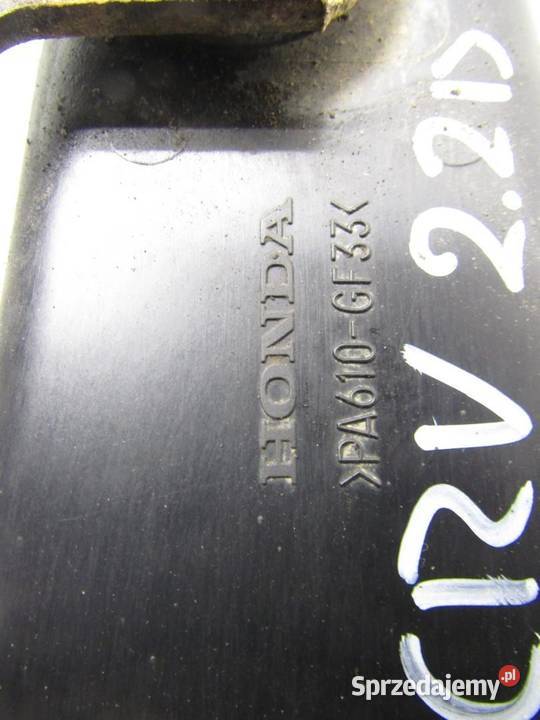 HONDA
>PA610-GF33<
CRV 2.2D
Sprzedajemy.pl